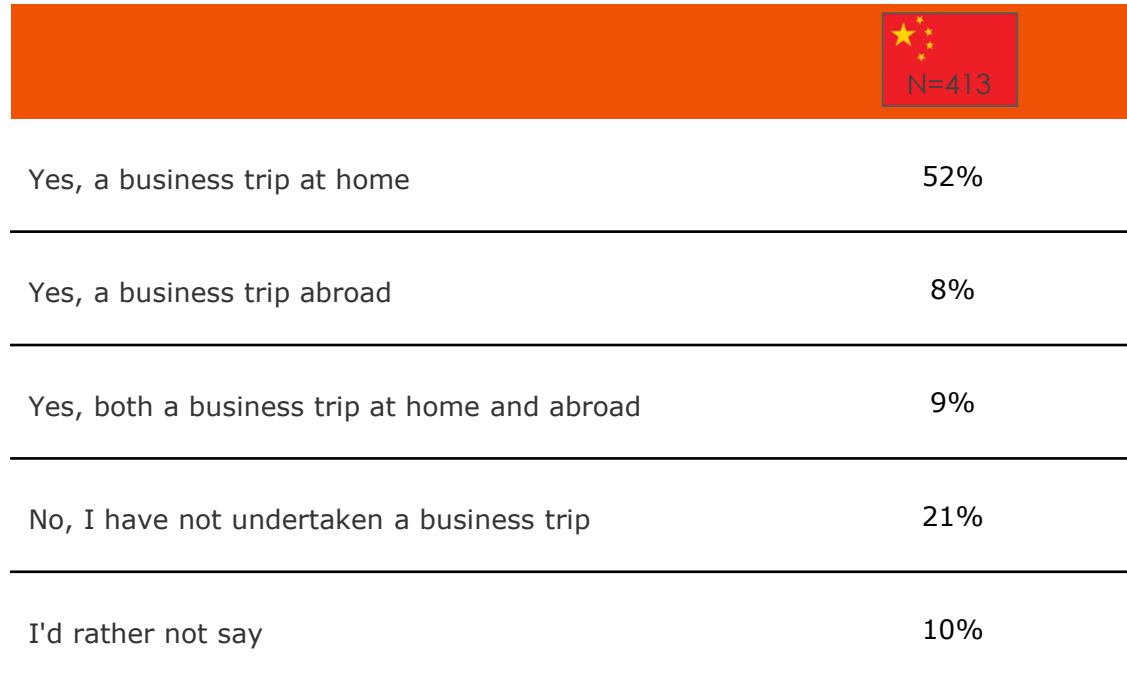 N=413
Yes, a business trip at home 52%
Yes, a business trip abroad 8%
Yes, both a business trip at home and abroad 9%
No, I have not undertaken a business trip 21%
I'd rather not say 10%